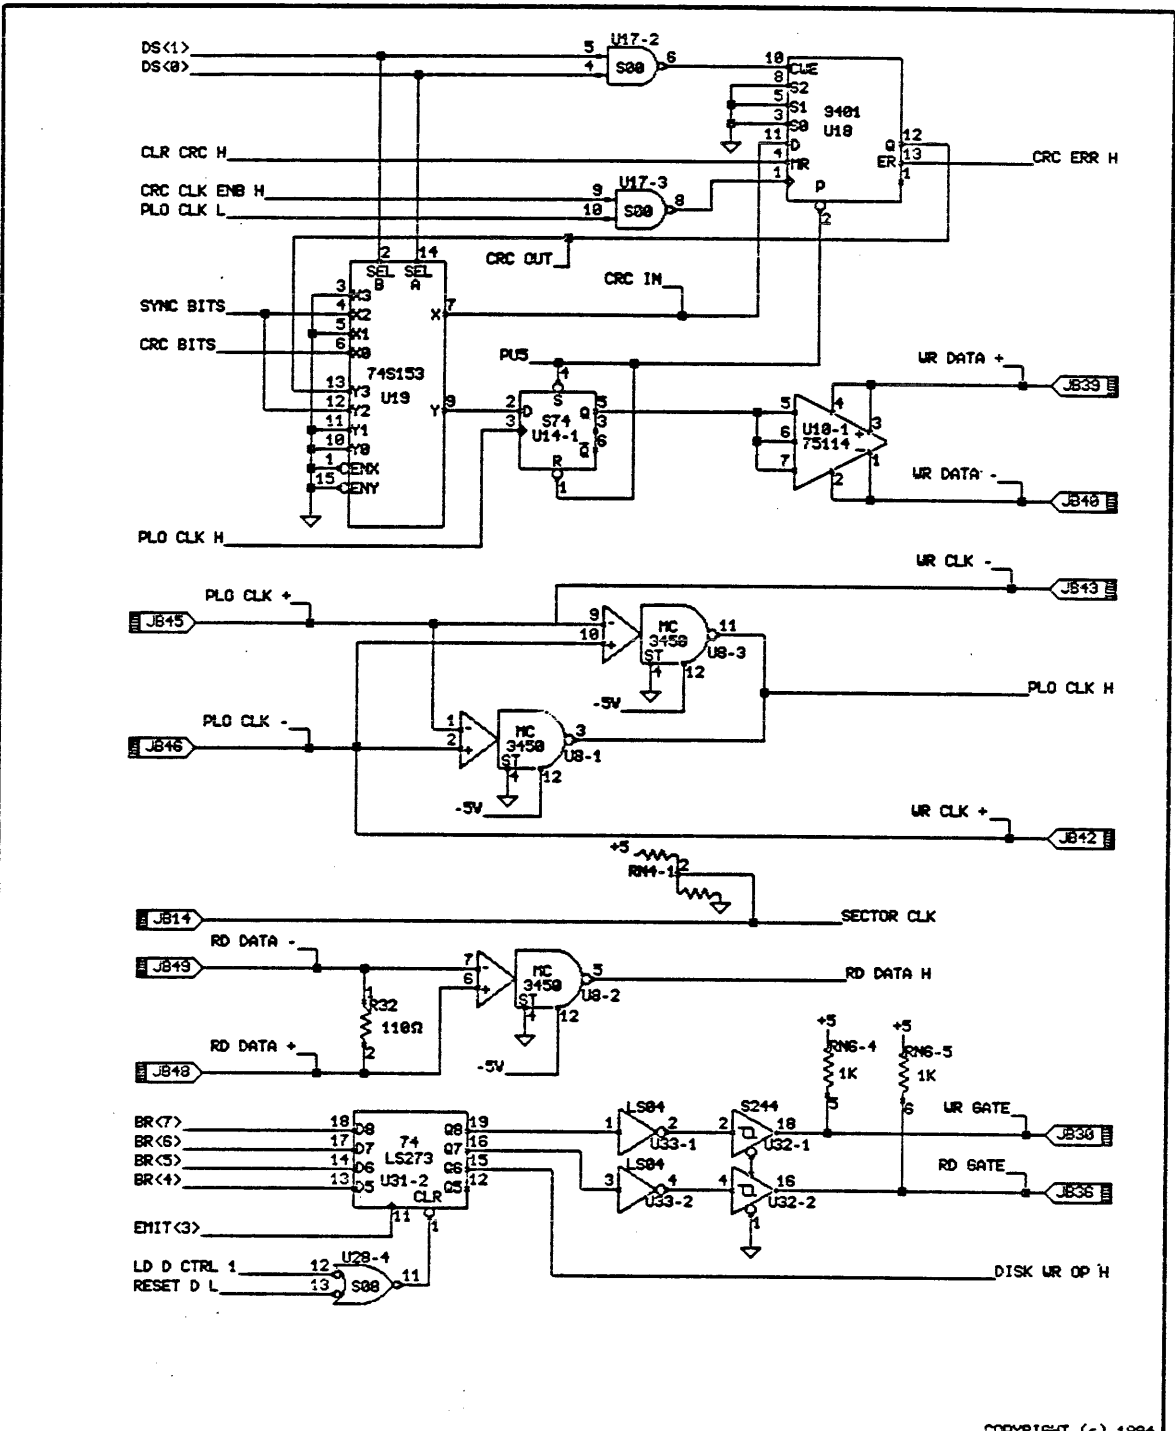 DS<1> 5 U17-2 6 10 CWE
DS<0> 4 S00 8 S2
5 S1 9401
3 S0 U18 12
11 D Q
CLR CRC H 4 MR ER 13 CRC ERR H
1 1
CRC CLK ENB H 9 U17-3 8 P
PLO CLK L 10 S00 2
CRC OUT
2 14
SEL B SEL A
CRC IN
3 X3
SYNC BITS 4 X2 X 7
5 X1
CRC BITS 6 X0
74S153
U19
13 Y3
12 Y2 Y 9
11 Y1
10 Y0
1 ENX
15 ENY
PU5 4
S
2 D Q 5
3 S74 3
U14-1 Q 6
R
1
WR DATA +
JB39
5 4
6 U10-1 3
75114 +
7 - 1
2
WR DATA -
JB40
PLO CLK H
WR CLK -
JB43
PLO CLK +
JB45
9 - MC 11
10 + 3450
ST U8-3
4 12
-5V
PLO CLK H
PLO CLK -
JB46
1 - MC 3
2 + 3450
ST U8-1
4 12
-5V
WR CLK +
JB42
+5
RN4-1 2
JB14 SECTOR CLK
RD DATA -
JB49
7 - MC 5 RD DATA H
6 + 3450
ST U8-2
4 12
-5V
1
R32
110Ω
2
RD DATA +
JB48
+5 +5
RN6-4 RN6-5
1K 1K
5 6
BR<7> 18 D8 Q8 19
BR<6> 17 D7 74 Q7 16
BR<5> 14 D6 LS273 Q6 15
BR<4> 13 D5 U31-2 Q5 12
CLR
11 1
EMIT<3>
LS04 S244
1 2 2 18 WR GATE
U33-1 U32-1 JB30
LS04
3 4 4 16 RD GATE
U33-2 U32-2 JB36
1
LD D CTRL 1 12 U28-4
RESET D L 13 S08 11
DISK WR OP H
COPYRIGHT (c) 1984